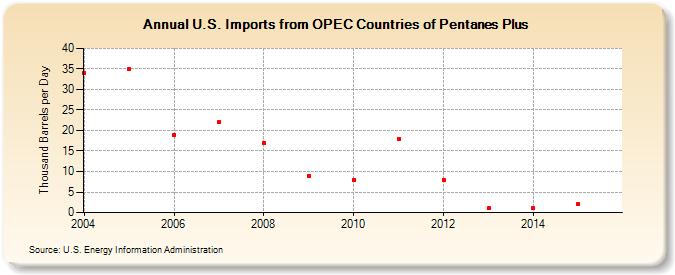 Annual U.S. Imports from OPEC Countries of Pentanes Plus
Thousand Barrels per Day
40
35
30
25
20
15
10
5
0
2004 2006 2008 2010 2012 2014
Source: U.S. Energy Information Administration